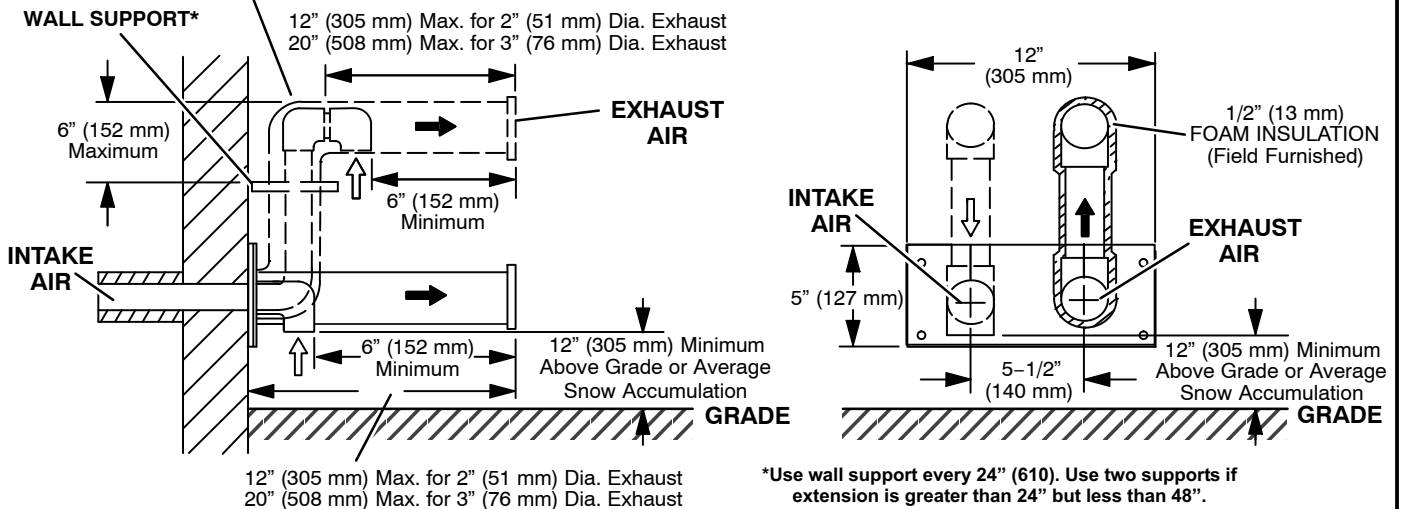 WALL SUPPORT*
12” (305 mm) Max. for 2” (51 mm) Dia. Exhaust
20” (508 mm) Max. for 3” (76 mm) Dia. Exhaust
6” (152 mm)
Maximum
EXHAUST
AIR
6” (152 mm)
Minimum
INTAKE
AIR
6” (152 mm)
Minimum
12” (305 mm) Minimum
Above Grade or Average
Snow Accumulation
GRADE
12” (305 mm) Max. for 2” (51 mm) Dia. Exhaust
20” (508 mm) Max. for 3” (76 mm) Dia. Exhaust
12”
(305 mm)
1/2” (13 mm)
FOAM INSULATION
(Field Furnished)
INTAKE
AIR
EXHAUST
AIR
5” (127 mm)
5–1/2”
(140 mm)
12” (305 mm) Minimum
Above Grade or Average
Snow Accumulation
GRADE
*Use wall support every 24” (610). Use two supports if
extension is greater than 24” but less than 48”.